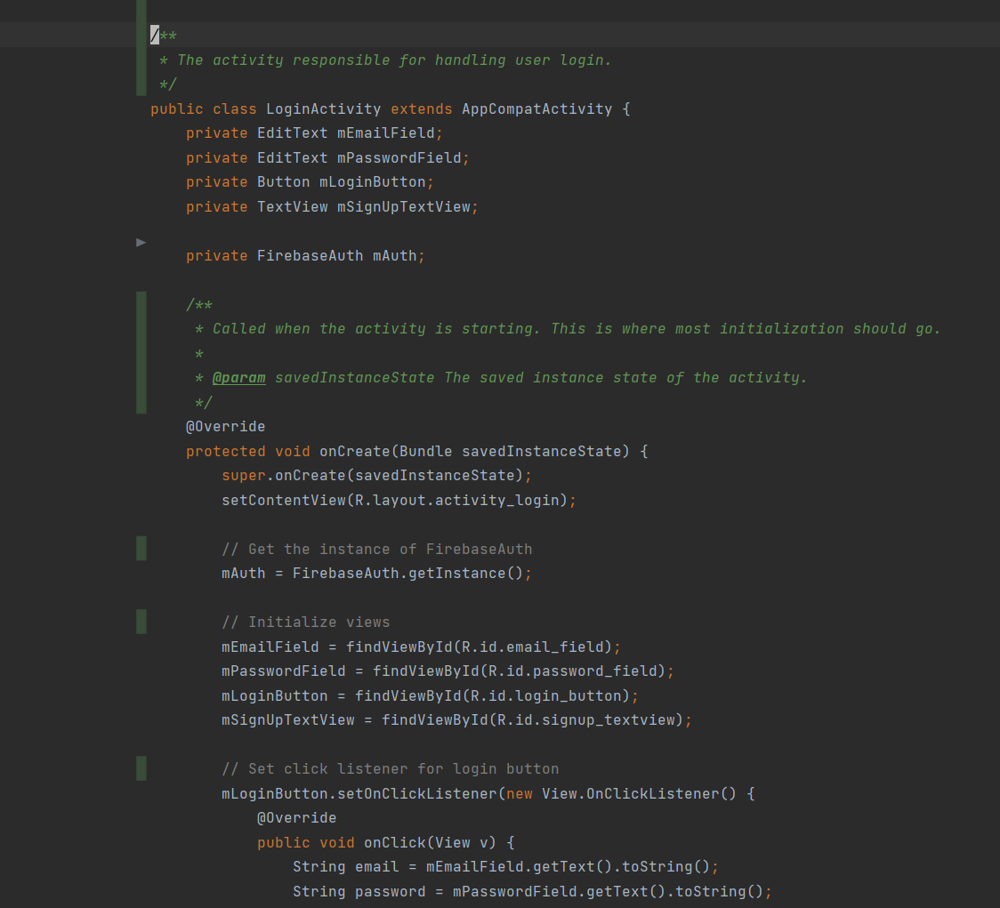 /**
 * The activity responsible for handling user login.
 */
public class LoginActivity extends AppCompatActivity {
    private EditText mEmailField;
    private EditText mPasswordField;
    private Button mLoginButton;
    private TextView mSignUpTextView;

    private FirebaseAuth mAuth;

    /**
     * Called when the activity is starting. This is where most initialization should go.
     *
     * @param savedInstanceState The saved instance state of the activity.
     */
    @Override
    protected void onCreate(Bundle savedInstanceState) {
        super.onCreate(savedInstanceState);
        setContentView(R.layout.activity_login);

        // Get the instance of FirebaseAuth
        mAuth = FirebaseAuth.getInstance();

        // Initialize views
        mEmailField = findViewById(R.id.email_field);
        mPasswordField = findViewById(R.id.password_field);
        mLoginButton = findViewById(R.id.login_button);
        mSignUpTextView = findViewById(R.id.signup_textview);

        // Set click listener for login button
        mLoginButton.setOnClickListener(new View.OnClickListener() {
            @Override
            public void onClick(View v) {
                String email = mEmailField.getText().toString();
                String password = mPasswordField.getText().toString();